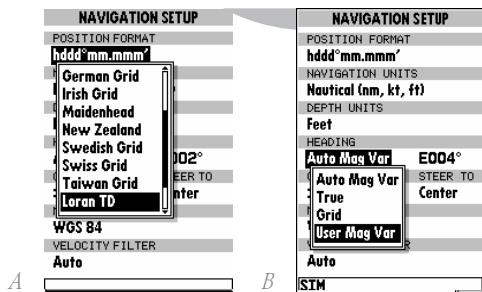 NAVIGATION SETUP
POSITION FORMAT
hddd°mm.mmm'
German Grid
Irish Grid
Maidenhead
New Zealand
Swedish Grid
Swiss Grid
Taiwan Grid
Loran TD
002°
EER TO
nter
WGS 84
VELOCITY FILTER
Auto
A
NAVIGATION SETUP
POSITION FORMAT
hddd°mm.mmm'
NAVIGATION UNITS
Nautical (nm, kt, ft)
DEPTH UNITS
Feet
HEADING
Auto Mag Var E004°
STEER TO
Auto Mag Var
Center
True
Grid
User Mag Var
Auto
SIM
B